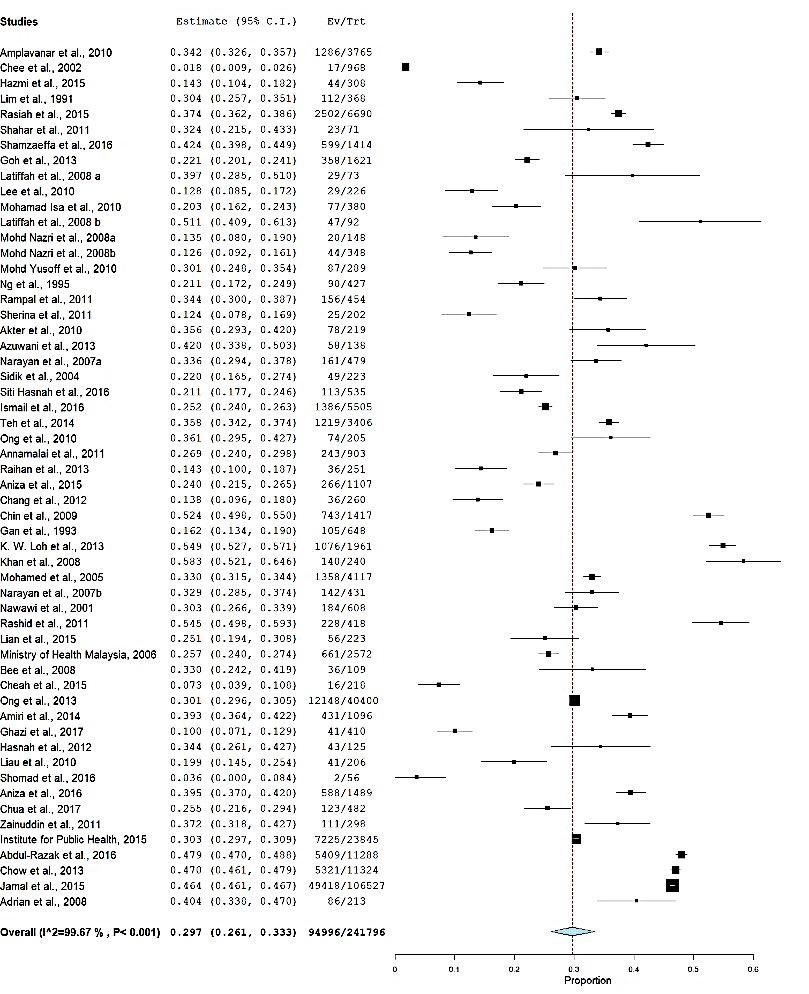 Studies Estimate (95% C.I.) Ev/Trt
Amplavanar et al., 2010 0.342 (0.326, 0.357) 1286/3765
Chee et al., 2002 0.018 (0.009, 0.026) 17/968
Hazmi et al., 2015 0.143 (0.104, 0.182) 44/308
Lim et al., 1991 0.304 (0.257, 0.351) 112/368
Rasiah et al., 2015 0.374 (0.362, 0.386) 2502/6690
Shahar et al., 2011 0.324 (0.215, 0.433) 23/71
Shamzaeffa et al., 2016 0.424 (0.398, 0.449) 599/1414
Goh et al., 2013 0.221 (0.201, 0.241) 358/1621
Latiffah et al., 2008 a 0.397 (0.285, 0.510) 29/73
Lee et al., 2010 0.128 (0.085, 0.172) 29/226
Mohamad Isa et al., 2010 0.203 (0.162, 0.243) 77/380
Latiffah et al., 2008 b 0.511 (0.409, 0.613) 47/92
Mohd Nazri et al., 2008a 0.135 (0.080, 0.190) 20/148
Mohd Nazri et al., 2008b 0.126 (0.092, 0.161) 44/348
Mohd Yusoff et al., 2010 0.301 (0.248, 0.354) 87/289
Ng et al., 1995 0.211 (0.172, 0.249) 90/427
Rampal et al., 2011 0.344 (0.300, 0.387) 156/454
Sherina et al., 2011 0.124 (0.078, 0.169) 25/202
Akter et al., 2010 0.356 (0.293, 0.420) 78/219
Azuwani et al., 2013 0.420 (0.338, 0.503) 58/138
Narayan et al., 2007a 0.336 (0.294, 0.378) 161/479
Sidik et al., 2004 0.220 (0.165, 0.274) 49/223
Siti Hasnah et al., 2016 0.211 (0.177, 0.246) 113/535
Ismail et al., 2016 0.252 (0.240, 0.263) 1386/5505
Teh et al., 2014 0.358 (0.342, 0.374) 1219/3406
Ong et al., 2010 0.361 (0.295, 0.427) 74/205
Annamalai et al., 2011 0.269 (0.240, 0.298) 243/903
Raihan et al., 2013 0.143 (0.100, 0.187) 36/251
Aniza et al., 2015 0.240 (0.215, 0.265) 266/1107
Chang et al., 2012 0.138 (0.096, 0.180) 36/260
Chin et al., 2009 0.524 (0.498, 0.550) 743/1417
Gan et al., 1993 0.162 (0.134, 0.190) 105/648
K. W. Loh et al., 2013 0.549 (0.527, 0.571) 1076/1961
Khan et al., 2008 0.583 (0.521, 0.646) 140/240
Mohamed et al., 2005 0.330 (0.315, 0.344) 1358/4117
Narayan et al., 2007b 0.329 (0.285, 0.374) 142/431
Nawawi et al., 2001 0.303 (0.266, 0.339) 184/608
Rashid et al., 2011 0.545 (0.498, 0.593) 228/418
Lian et al., 2015 0.251 (0.194, 0.308) 56/223
Ministry of Health Malaysia, 2006 0.257 (0.240, 0.274) 661/2572
Bee et al., 2008 0.330 (0.242, 0.419) 36/109
Cheah et al., 2015 0.073 (0.039, 0.108) 16/218
Ong et al., 2013 0.301 (0.296, 0.305) 12148/40400
Amiri et al., 2014 0.393 (0.364, 0.422) 431/1096
Ghazi et al., 2017 0.100 (0.071, 0.129) 41/410
Hasnah et al., 2012 0.344 (0.261, 0.427) 43/125
Liau et al., 2010 0.199 (0.145, 0.254) 41/206
Shomad et al., 2016 0.036 (0.000, 0.084) 2/56
Aniza et al., 2016 0.395 (0.370, 0.420) 588/1489
Chua et al., 2017 0.255 (0.216, 0.294) 123/482
Zainuddin et al., 2011 0.372 (0.318, 0.427) 111/298
Institute for Public Health, 2015 0.303 (0.297, 0.309) 7225/23845
Abdul-Razak et al., 2016 0.479 (0.470, 0.488) 5409/11288
Chow et al., 2013 0.470 (0.461, 0.479) 5321/11324
Jamal et al., 2015 0.464 (0.461, 0.467) 49418/106527
Adrian et al., 2008 0.404 (0.338, 0.470) 86/213
Overall (I^2=99.67 % , P< 0.001) 0.297 (0.261, 0.333) 94996/241796
0 0.1 0.2 0.3 0.4 0.5 0.6
Proportion